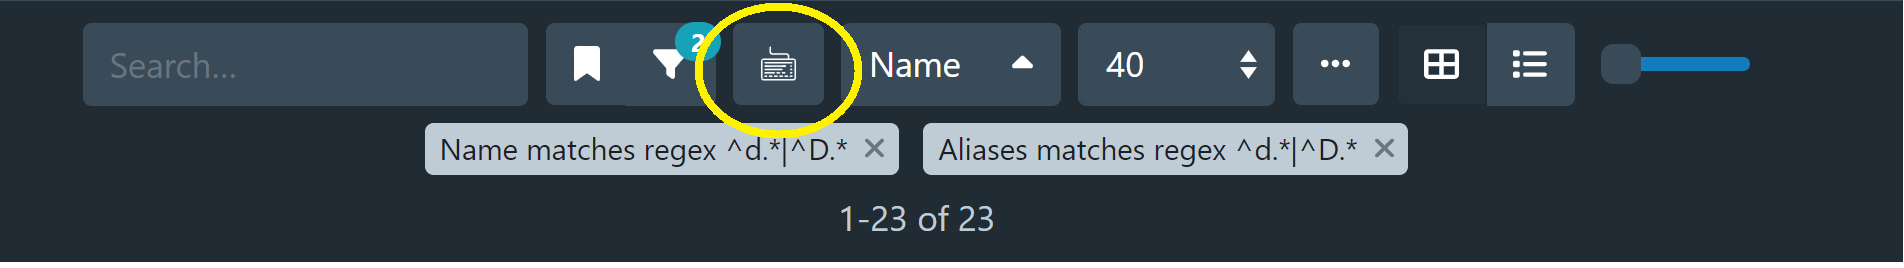 Search...
2
Name
40
Name matches regex ^d.*|^D.*
Aliases matches regex ^d.*|^D.*
1-23 of 23